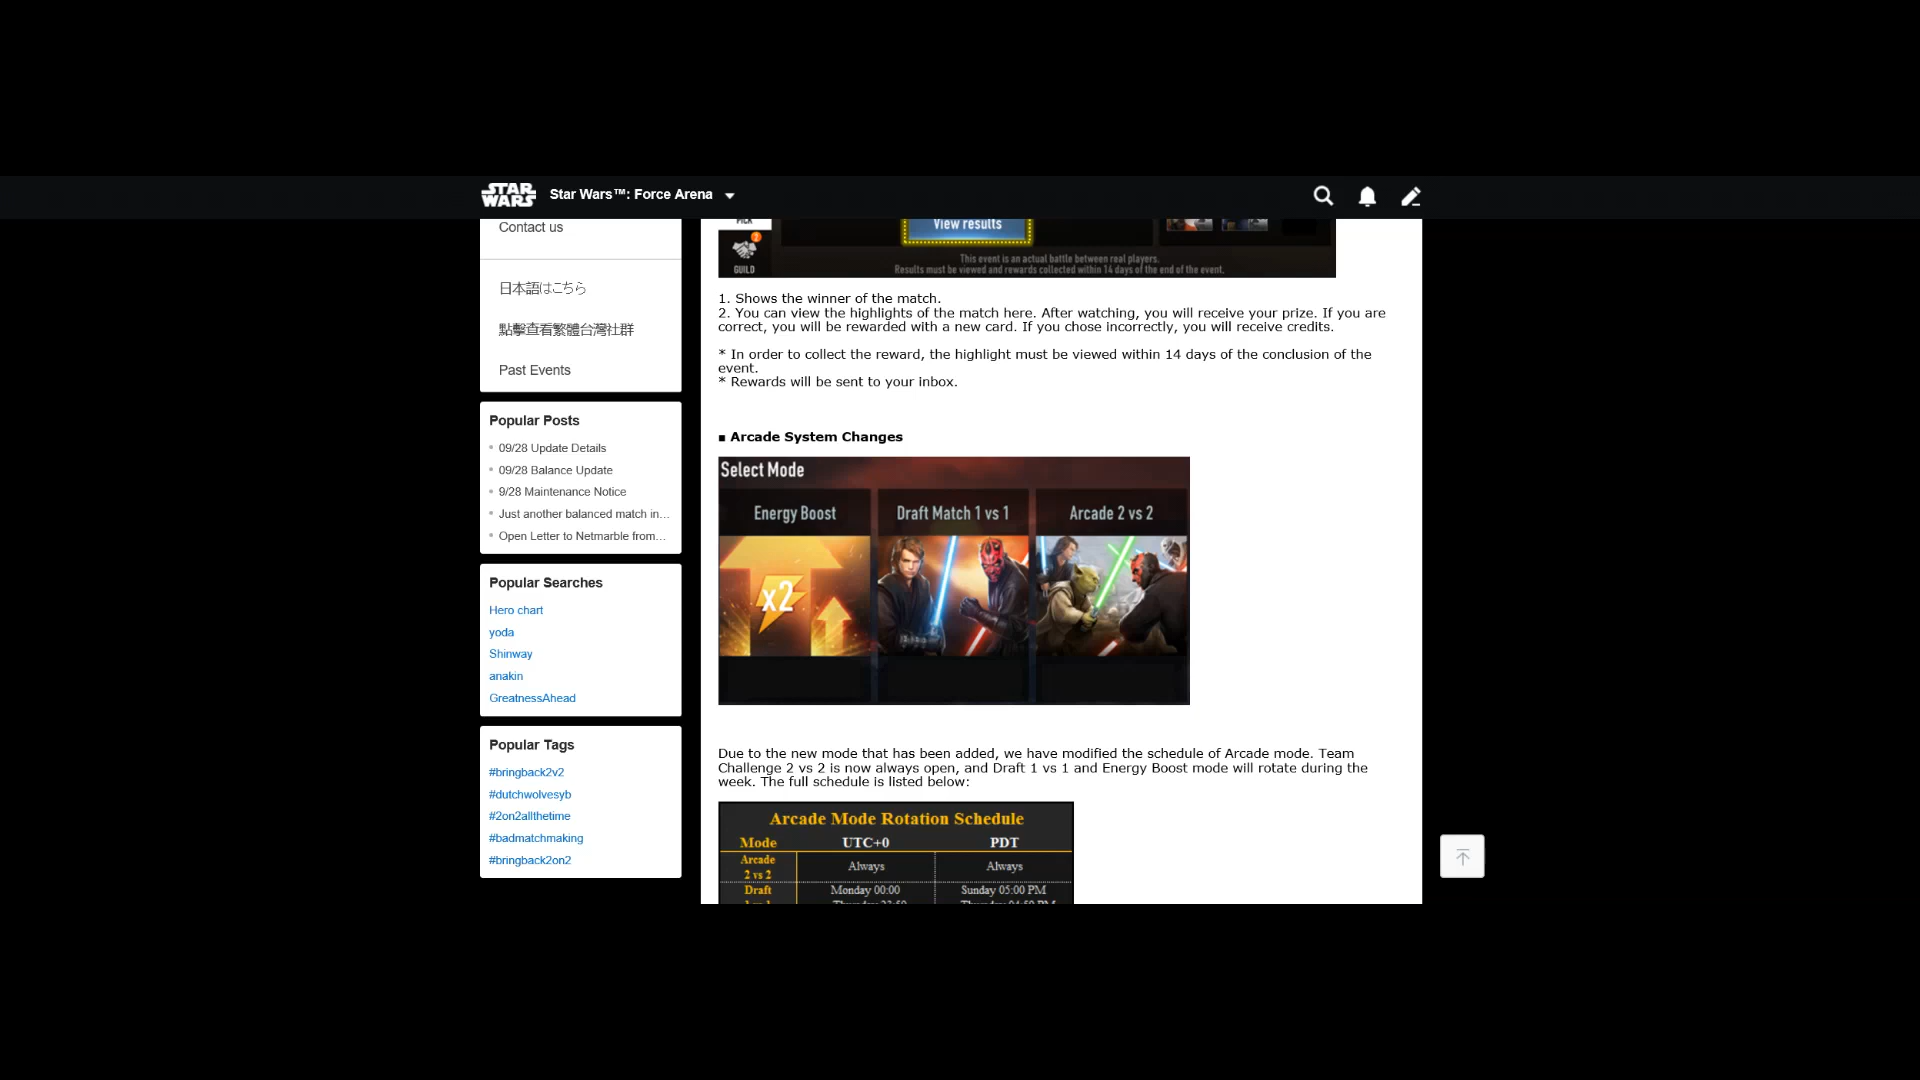 STAR WARS
Star Wars™: Force Arena
Contact us
日本語はこちら
點擊查看繁體台灣社群
Past Events
Popular Posts
09/28 Update Details
09/28 Balance Update
9/28 Maintenance Notice
Just another balanced match in...
Open Letter to Netmarble from...
Popular Searches
Hero chart
yoda
Shinway
anakin
GreatnessAhead
Popular Tags
#bringback2v2
#dutchwolvesyb
#2on2allthetime
#badmatchmaking
#bringback2on2
PICK
View results
GUILD
This event is an actual battle between real players.
Results must be viewed and rewards collected within 14 days of the end of the event.
1. Shows the winner of the match.
2. You can view the highlights of the match here. After watching, you will receive your prize. If you are
correct, you will be rewarded with a new card. If you chose incorrectly, you will receive credits.
* In order to collect the reward, the highlight must be viewed within 14 days of the conclusion of the
event.
* Rewards will be sent to your inbox.
■ Arcade System Changes
Select Mode
Energy Boost
Draft Match 1 vs 1
Arcade 2 vs 2
x2
Due to the new mode that has been added, we have modified the schedule of Arcade mode. Team
Challenge 2 vs 2 is now always open, and Draft 1 vs 1 and Energy Boost mode will rotate during the
week. The full schedule is listed below:
Arcade Mode Rotation Schedule
Mode UTC+0 PDT
Arcade
2 vs 2 Always Always
Draft Monday 00:00 Sunday 05:00 PM